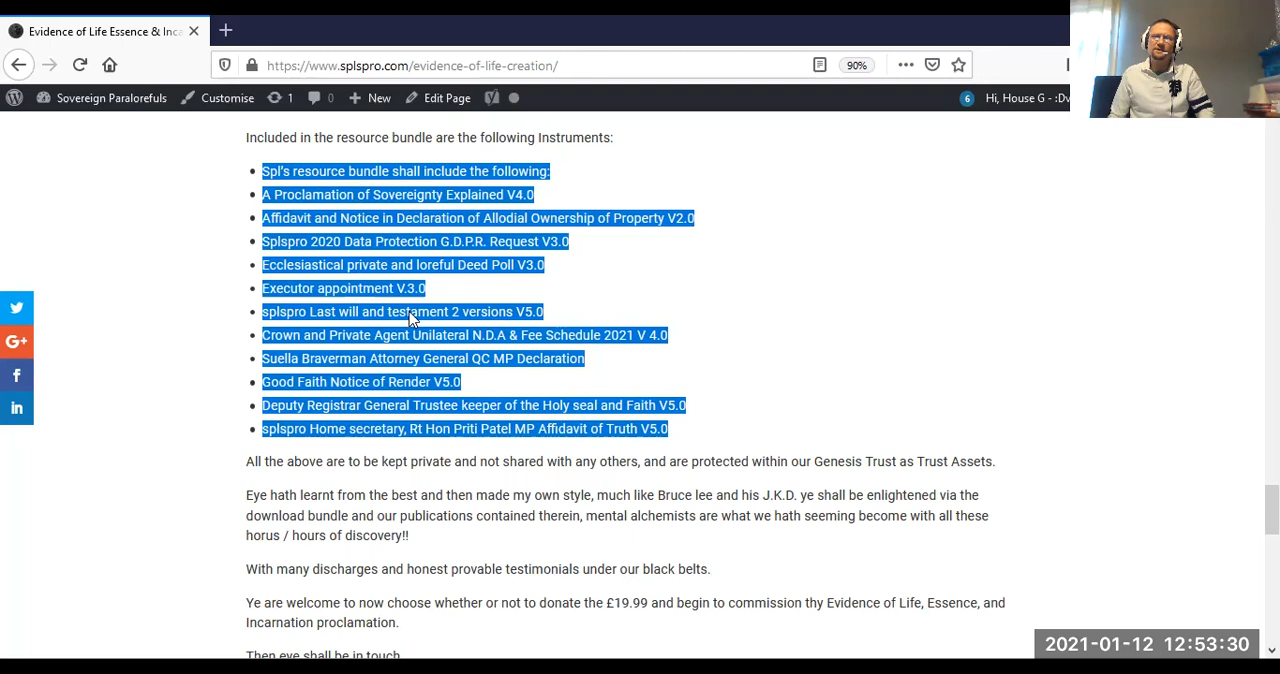 Evidence of Life Essence & Inca
https://www.splspro.com/evidence-of-life-creation/
90%
Sovereign Paralorefuls
Customise
1
0
New
Edit Page
6
Hi, House G - :Dv
Included in the resource bundle are the following Instruments:
Spl's resource bundle shall include the following:
A Proclamation of Sovereignty Explained V4.0
Affidavit and Notice in Declaration of Allodial Ownership of Property V2.0
Splspro 2020 Data Protection G.D.P.R. Request V3.0
Ecclesiastical private and loreful Deed Poll V3.0
Executor appointment V.3.0
splspro Last will and testament 2 versions V5.0
Crown and Private Agent Unilateral N.D.A & Fee Schedule 2021 V 4.0
Suella Braverman Attorney General QC MP Declaration
Good Faith Notice of Render V5.0
Deputy Registrar General Trustee keeper of the Holy seal and Faith V5.0
splspro Home secretary, Rt Hon Priti Patel MP Affidavit of Truth V5.0
All the above are to be kept private and not shared with any others, and are protected within our Genesis Trust as Trust Assets.
Eye hath learnt from the best and then made my own style, much like Bruce lee and his J.K.D. ye shall be enlightened via the
download bundle and our publications contained therein, mental alchemists are what we hath seeming become with all these
horus / hours of discovery!!
With many discharges and honest provable testimonials under our black belts.
Ye are welcome to now choose whether or not to donate the £19.99 and begin to commission thy Evidence of Life, Essence, and
Incarnation proclamation.
Then eye shall be in touch
G+
f
in
2021-01-12 12:53:30